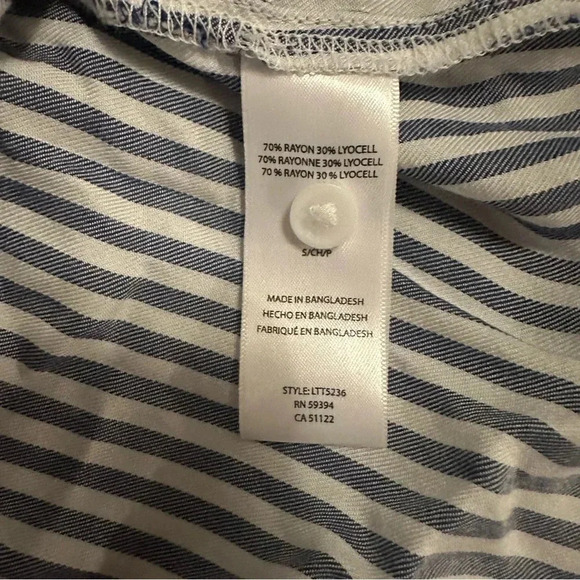 70% RAYON 30% LYOCELL
70% RAYONNE 30% LYOCELL
70 % RAYON 30 % LYOCELL
S/CH/P
MADE IN BANGLADESH
HECHO EN BANGLADESH
FABRIQUÉ EN BANGLADESH
STYLE: LTT5236
RN 59394
CA 51122